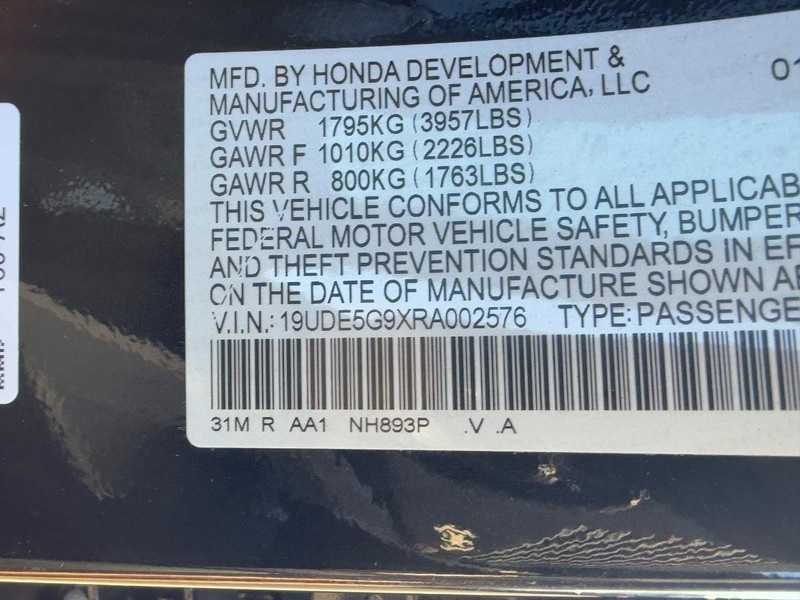 MFD. BY HONDA DEVELOPMENT &
MANUFACTURING OF AMERICA, LLC 01
GVWR 1795KG (3957LBS)
GAWR F 1010KG (2226LBS)
GAWR R 800KG (1763LBS)
THIS VEHICLE CONFORMS TO ALL APPLICAB
FEDERAL MOTOR VEHICLE SAFETY, BUMPER
AND THEFT PREVENTION STANDARDS IN EF
ON THE DATE OF MANUFACTURE SHOWN A
V.I.N.: 19UDE5G9XRA002576 TYPE: PASSENGE
31M R AA1 NH893P .V .A